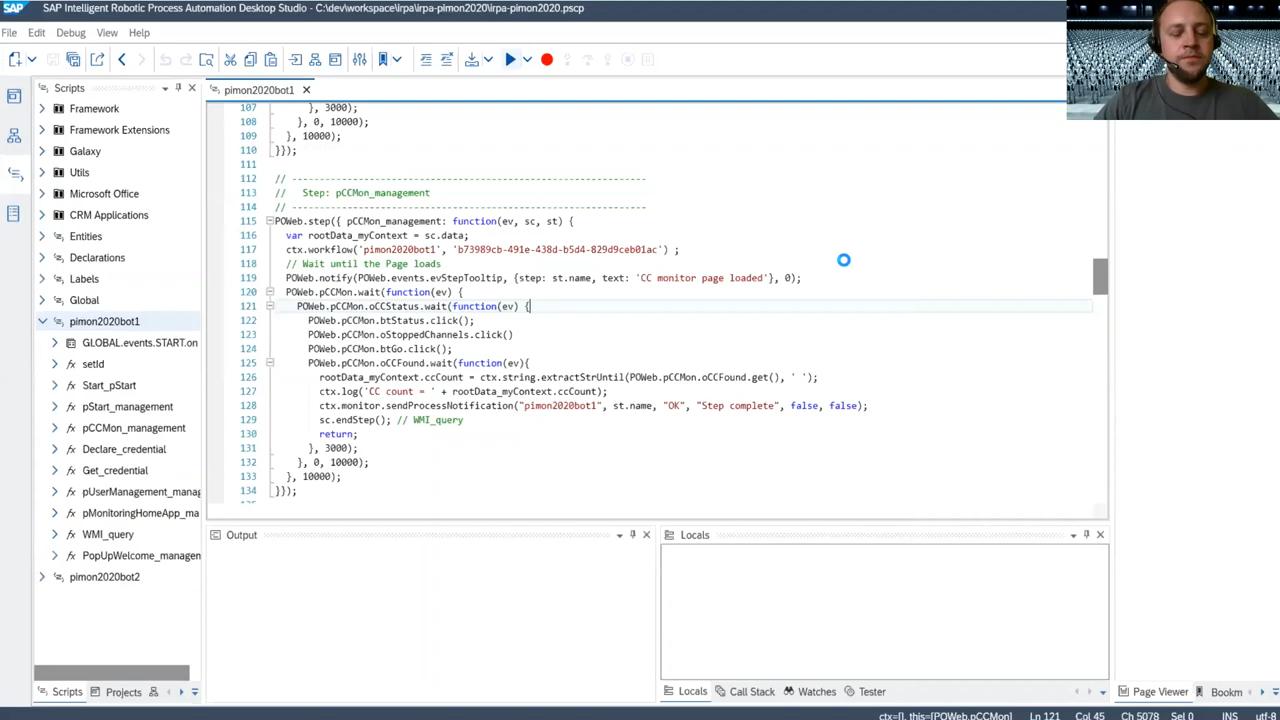 SAP SAP Intelligent Robotic Process Automation Desktop Studio - C:\dev\workspace\irpa-pimon2020\irpa-pimon2020.pscp
File Edit Debug View Help
Scripts
pimon2020bot1
Framework
Framework Extensions
Galaxy
Utils
Microsoft Office
CRM Applications
Entities
Declarations
Labels
Global
pimon2020bot1
GLOBAL.events.START.on
setId
Start_pStart
pStart_management
pCCMon_management
Declare_credential
Get_credential
pUserManagement_manag
pMonitoringHomeApp_ma
WMI_query
PopUpWelcome_managen
pimon2020bot2
107 }, 3000);
108 }, 0, 10000);
109 }, 10000);
110 }});
111
112 // ----------------------------------------------------------------
113 // Step: pCCMon_management
114 // ----------------------------------------------------------------
115 POWeb.step({ pCCMon_management: function(ev, sc, st) {
116 var rootData_myContext = sc.data;
117 ctx.workflow('pimon2020bot1', 'b73989cb-491e-438d-b5d4-829d9ceb01ac') ;
118 // Wait until the Page loads
119 POWeb.notify(POWeb.events.evStepTooltip, {step: st.name, text: 'CC monitor page loaded'}, 0);
120 POWeb.pCCMon.wait(function(ev) {
121 POWeb.pCCMon.oCCStatus.wait(function(ev) {
122 POWeb.pCCMon.btStatus.click();
123 POWeb.pCCMon.oStoppedChannels.click()
124 POWeb.pCCMon.btGo.click();
125 POWeb.pCCMon.oCCFound.wait(function(ev){
126 rootData_myContext.ccCount = ctx.string.extractStrUntil(POWeb.pCCMon.oCCFound.get(), ' ');
127 ctx.log('CC count = ' + rootData_myContext.ccCount);
128 ctx.monitor.sendProcessNotification("pimon2020bot1", st.name, "OK", "Step complete", false, false);
129 sc.endStep(); // WMI_query
130 return;
131 }, 3000);
132 }, 0, 10000);
133 }, 10000);
134 }});
Output
Locals
Scripts Projects
Locals Call Stack Watches Tester
Page Viewer Bookm
ctx=[], this=[POWeb.pCCMon] Ln 121 Col 45 Ch 5078 Sel 0 INS utf-8